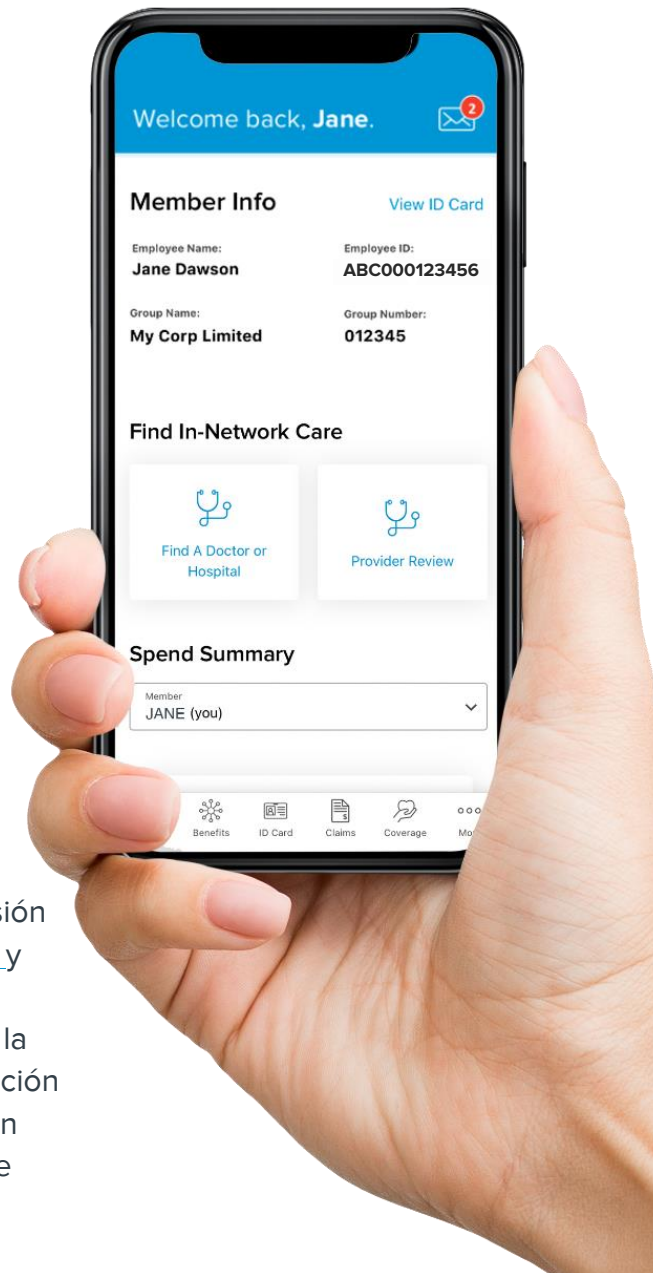 Welcome back, Jane.
2
Member Info
View ID Card
Employee Name:
Employee ID:
Jane Dawson
ABC000123456
Group Name:
Group Number:
My Corp Limited
012345
Find In-Network Care
Find A Doctor or
Hospital
Provider Review
Spend Summary
Member
JANE (you)
Benefits
ID Card
Claims
Coverage
y
la
n
e